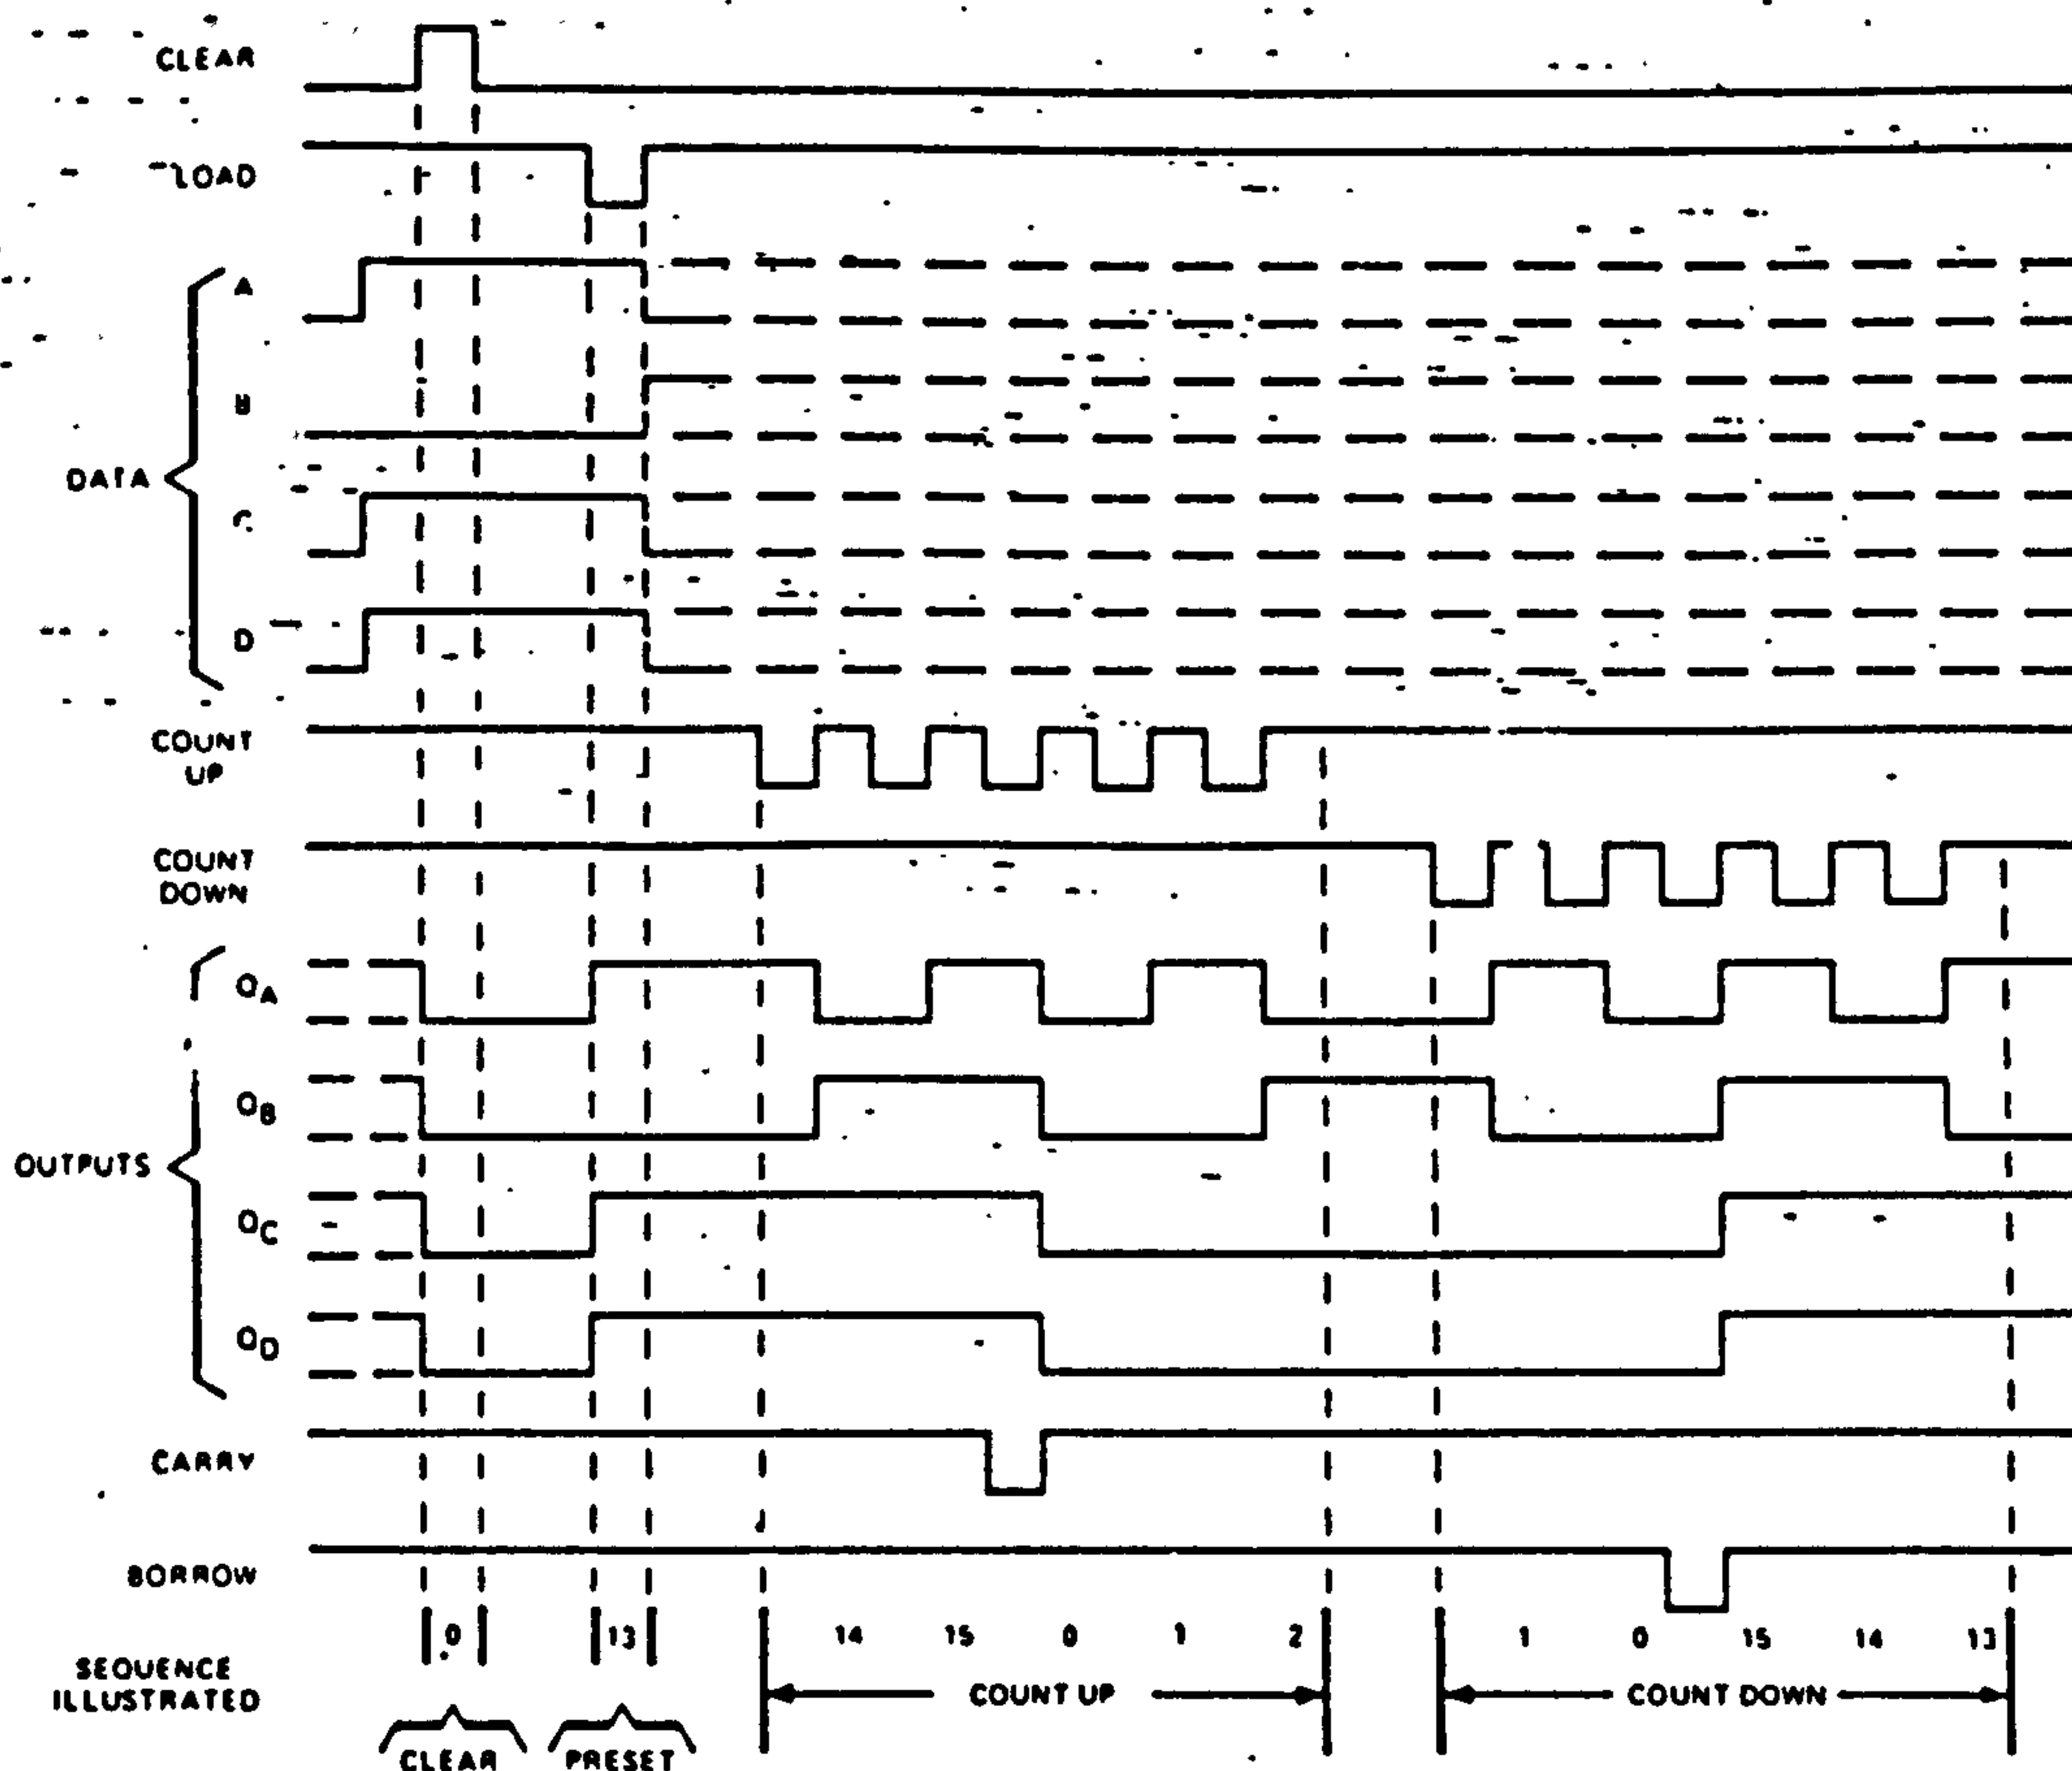 CLEAR
LOAD
A
B
DATA
C
D
COUNT
UP
COUNT
DOWN
QA
QB
OUTPUTS
QC
QD
CARRY
BORROW
0 13 14 15 0 1 2 1 0 15 14 13
SEQUENCE
ILLUSTRATED
COUNT UP COUNT DOWN
CLEAR PRESET